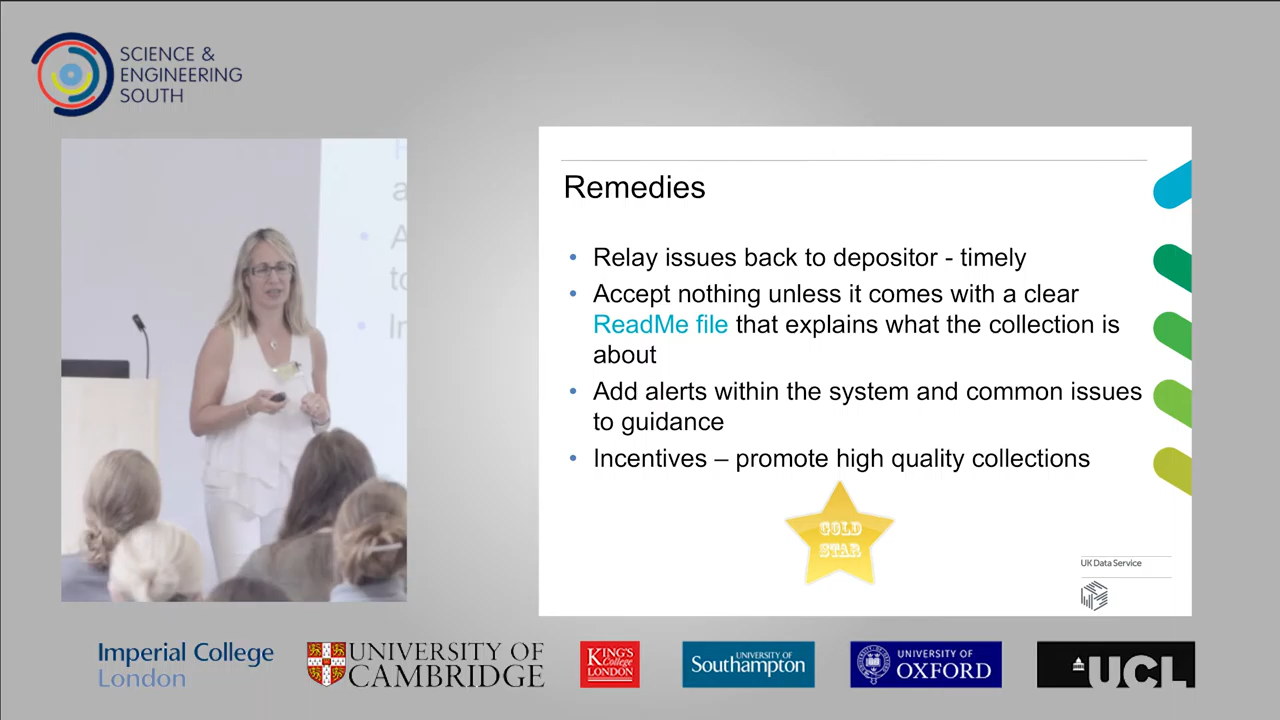 SCIENCE &
ENGINEERING
SOUTH
Remedies
• Relay issues back to depositor - timely
• Accept nothing unless it comes with a clear
ReadMe file that explains what the collection is
about
• Add alerts within the system and common issues
to guidance
• Incentives – promote high quality collections
GOLD
STAR
UK Data Service
Imperial College
London
UNIVERSITY OF
CAMBRIDGE
KING'S
College
LONDON
UNIVERSITY OF
Southampton
UNIVERSITY OF
OXFORD
UCL